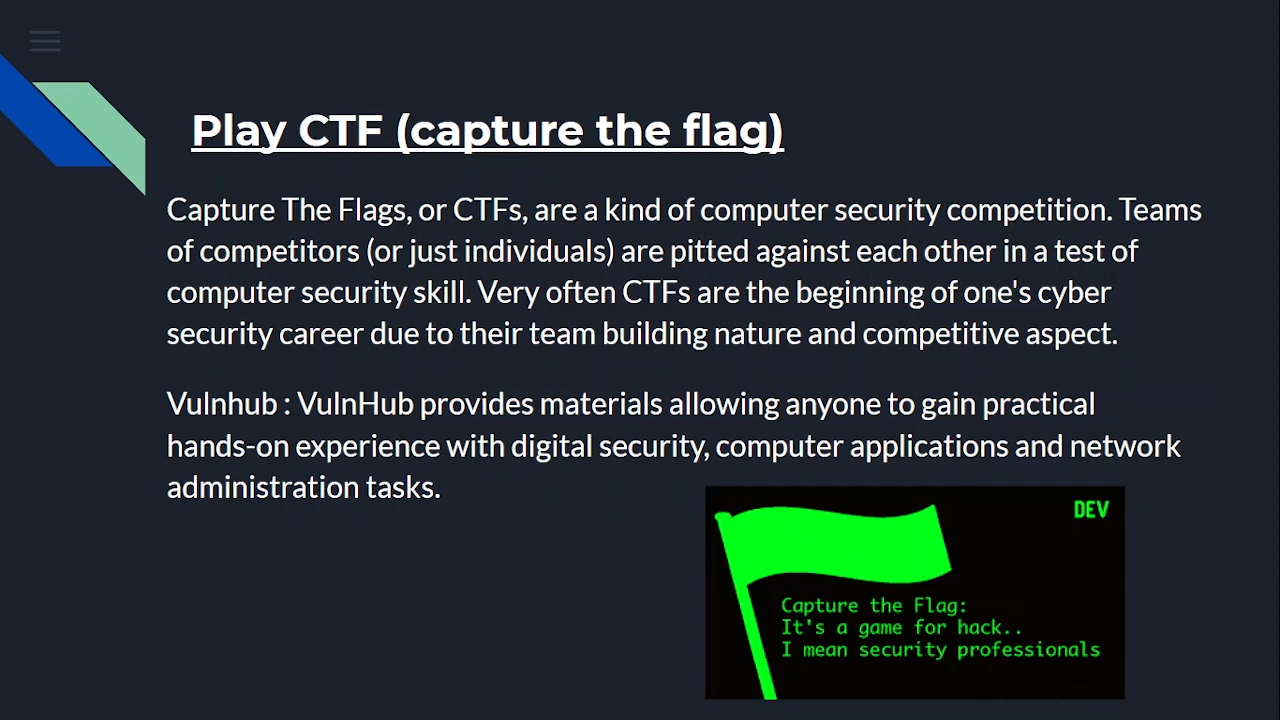 Play CTF (capture the flag)
Capture The Flags, or CTFs, are a kind of computer security competition. Teams
of competitors (or just individuals) are pitted against each other in a test of
computer security skill. Very often CTFs are the beginning of one's cyber
security career due to their team building nature and competitive aspect.
Vulnhub : VulnHub provides materials allowing anyone to gain practical
hands-on experience with digital security, computer applications and network
administration tasks.
DEV
Capture the Flag:
It's a game for hack..
I mean security professionals